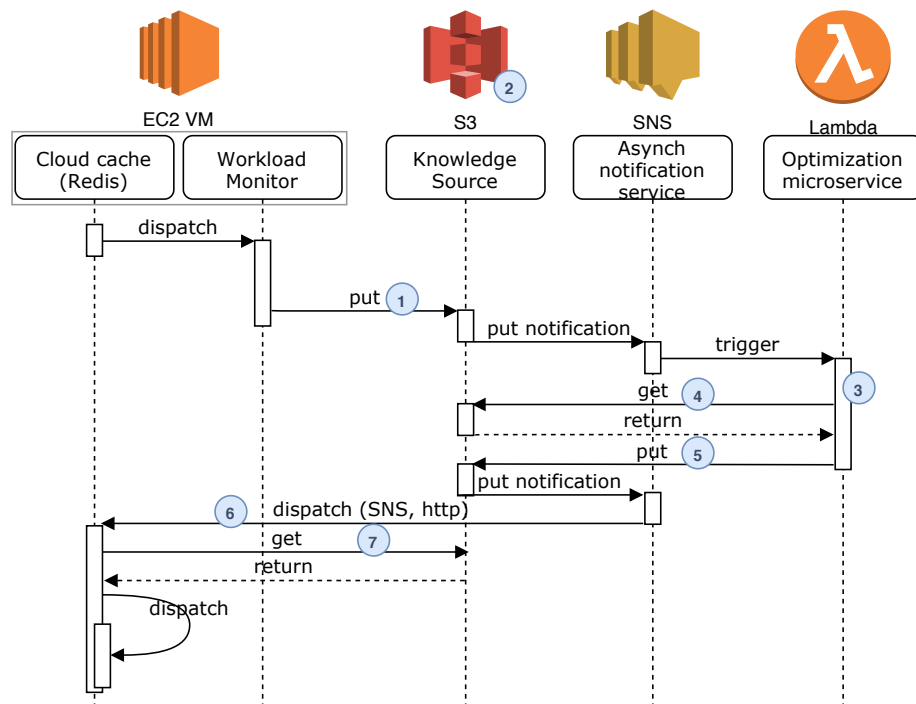 2
EC2 VM
S3
SNS
Lambda
Cloud cache
(Redis)
Workload
Monitor
Knowledge
Source
Asynch
notification
service
Optimization
microservice
dispatch
put 1
put notification
trigger
3
get 4
return
put 5
put notification
6 dispatch (SNS, http)
get 7
return
dispatch